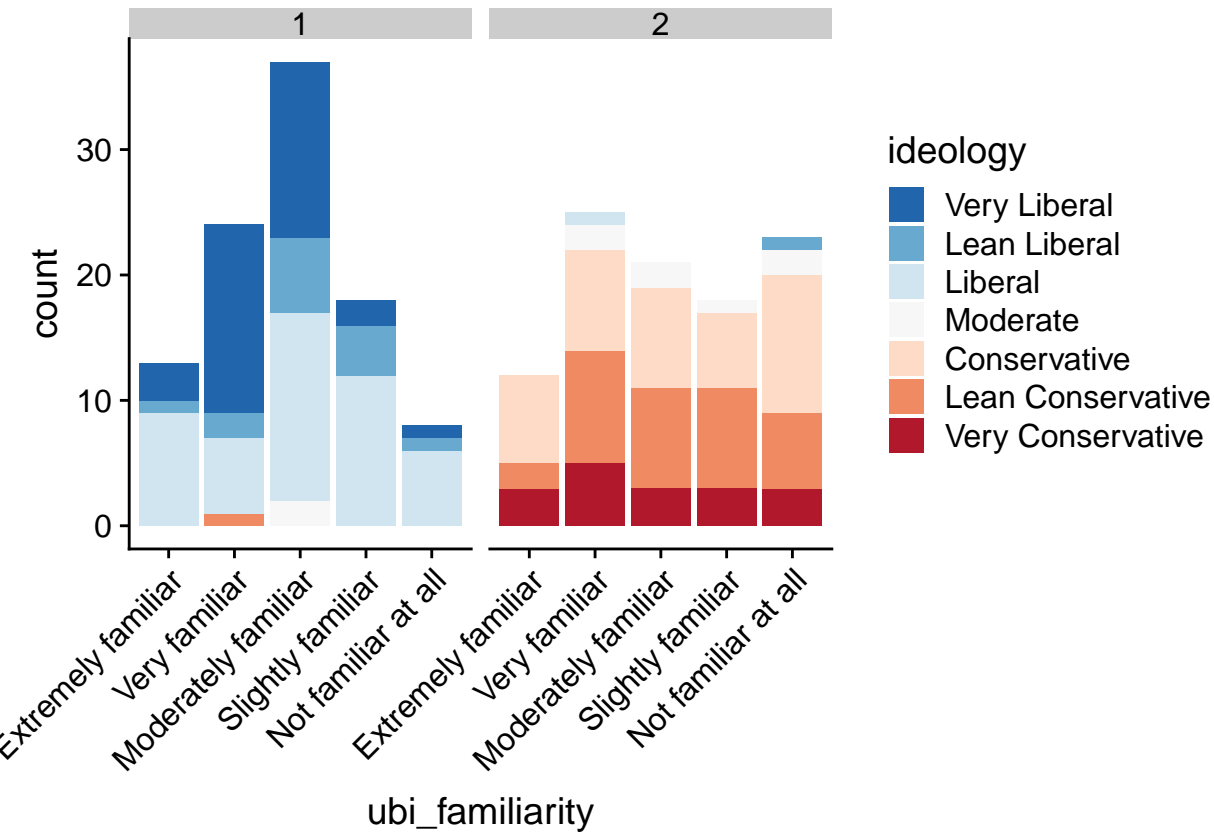 1
2
30
20
10
0
count
Extremely familiar
Very familiar
Moderately familiar
Slightly familiar
Not familiar at all
Extremely familiar
Very familiar
Moderately familiar
Slightly familiar
Not familiar at all
ubi_familiarity
ideology
Very Liberal
Lean Liberal
Liberal
Moderate
Conservative
Lean Conservative
Very Conservative